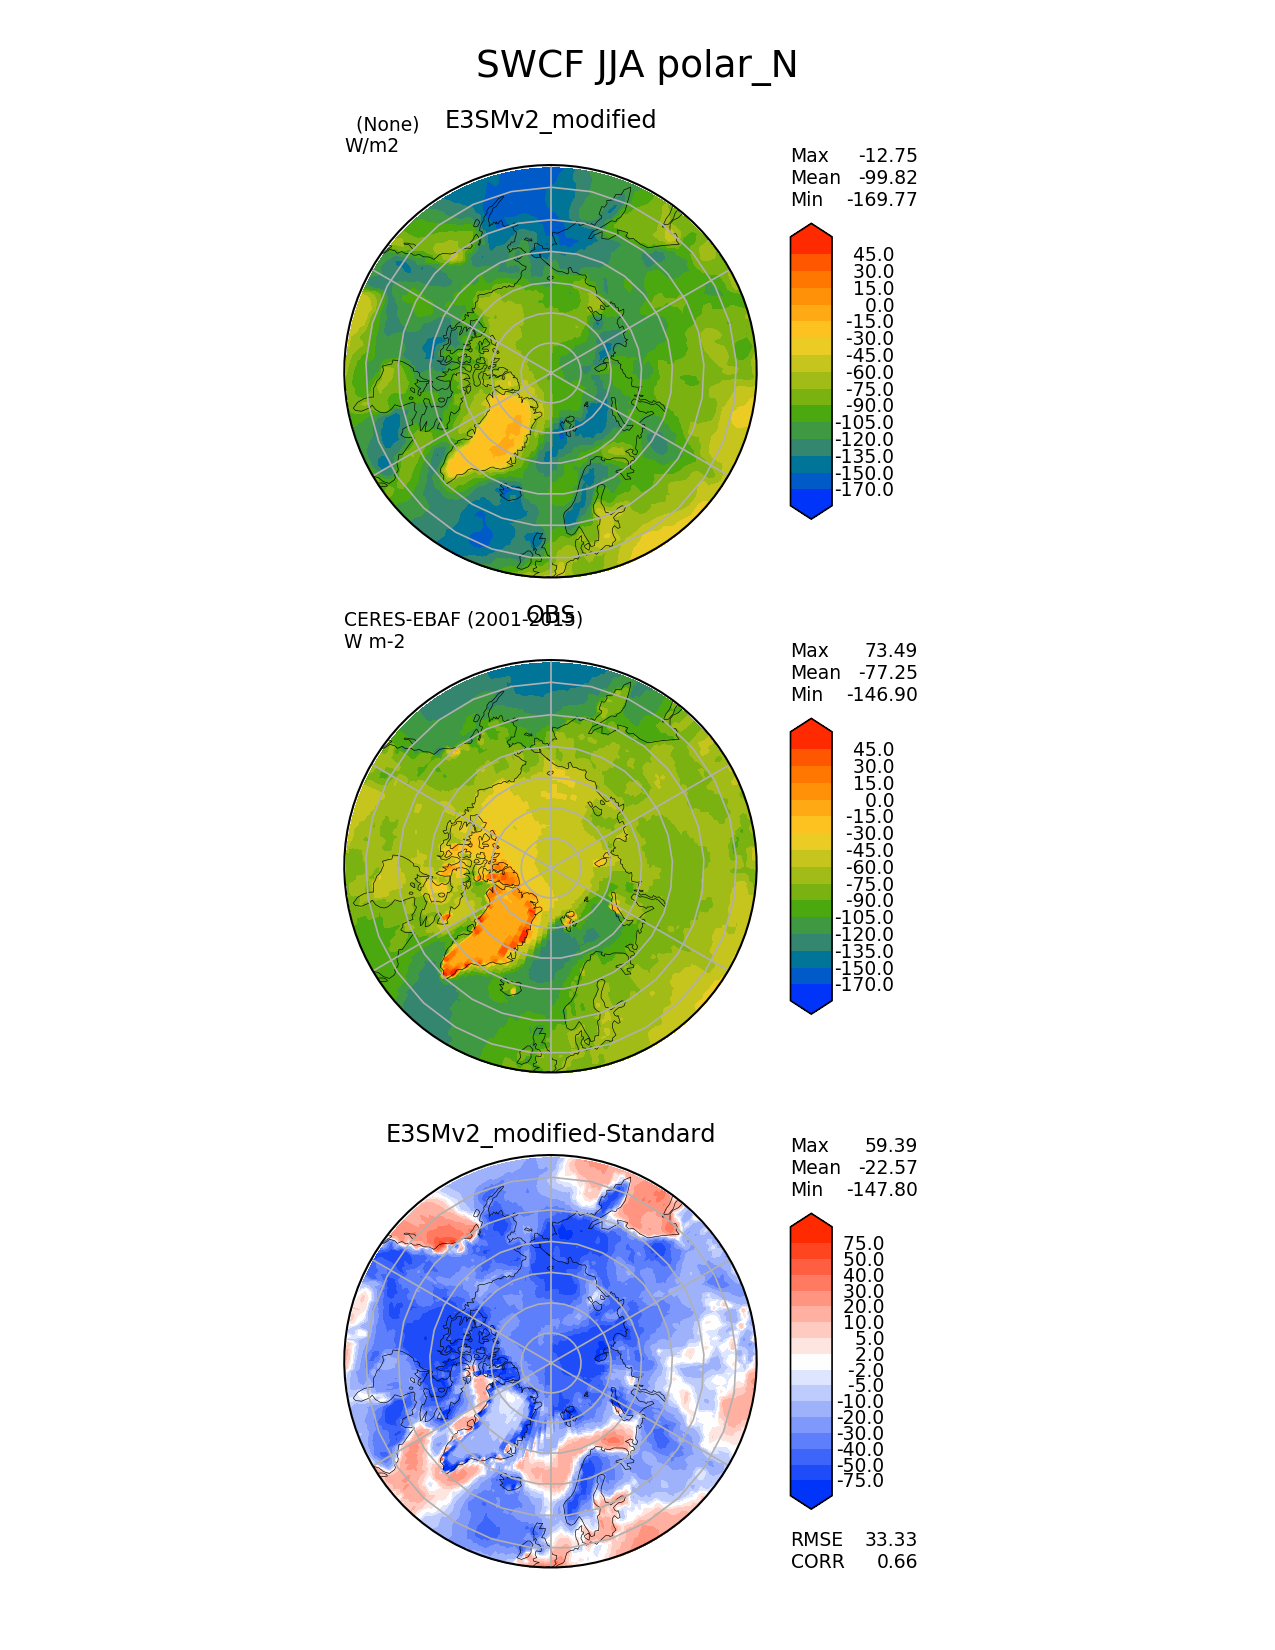 SWCF JJA polar_N
(None) E3SMv2_modified
W/m2
Max -12.75
Mean -99.82
Min -169.77
45.0
30.0
15.0
0.0
-15.0
-30.0
-45.0
-60.0
-75.0
-90.0
-105.0
-120.0
-135.0
-150.0
-170.0
OBS
CERES-EBAF (2001-2015)
W m-2
Max 73.49
Mean -77.25
Min -146.90
45.0
30.0
15.0
0.0
-15.0
-30.0
-45.0
-60.0
-75.0
-90.0
-105.0
-120.0
-135.0
-150.0
-170.0
E3SMv2_modified-Standard
Max 59.39
Mean -22.57
Min -147.80
75.0
50.0
40.0
30.0
20.0
10.0
5.0
2.0
-2.0
-5.0
-10.0
-20.0
-30.0
-40.0
-50.0
-75.0
RMSE 33.33
CORR 0.66